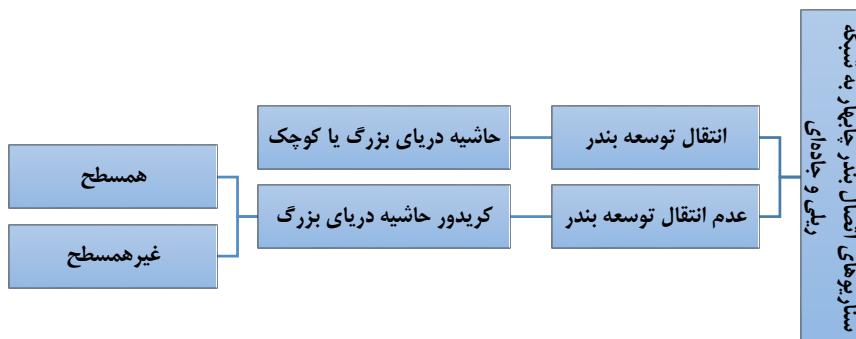 سناریوهای اتصال بندر چابهار به شبکه
ریلی و جاده‌ای
انتقال توسعه بندر
حاشیه دریای بزرگ یا کوچک
عدم انتقال توسعه بندر
کریدور حاشیه دریای بزرگ
همسطح
غیرهمسطح